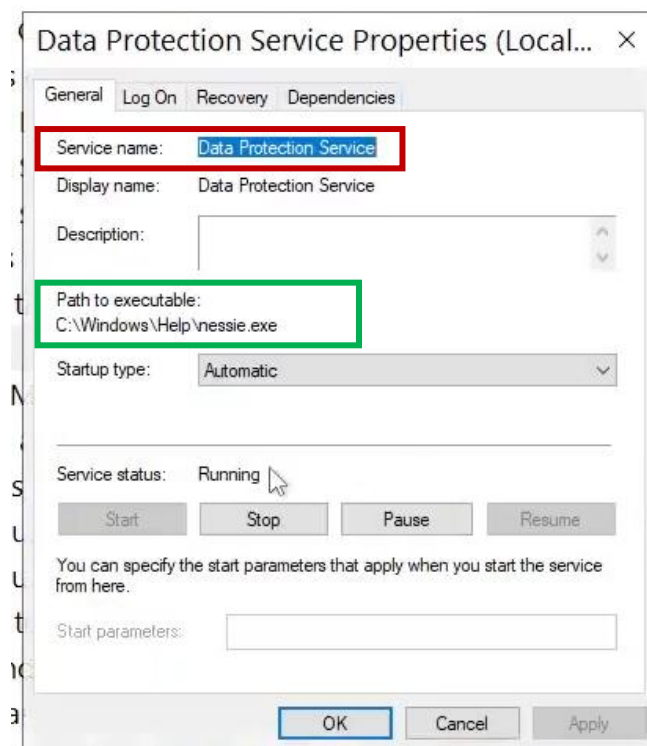 Data Protection Service Properties (Local...
General Log On Recovery Dependencies
Service name: Data Protection Service
Display name: Data Protection Service
Description:
Path to executable:
C:\Windows\Help\nessie.exe
Startup type: Automatic
Service status: Running
Start Stop Pause Resume
You can specify the start parameters that apply when you start the service
from here.
Start parameters:
OK Cancel Apply